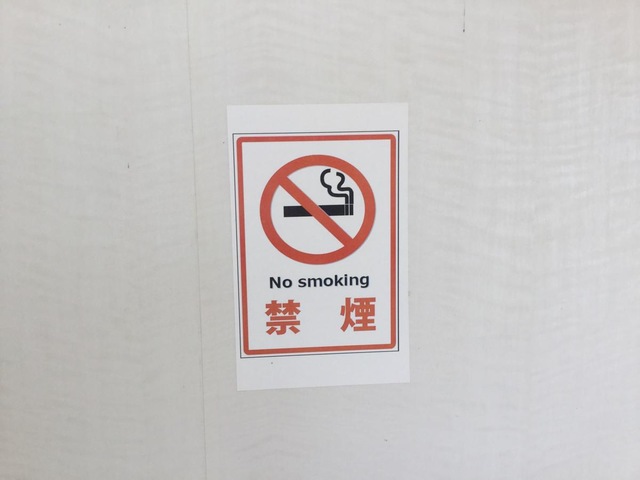 No smoking
禁 煙